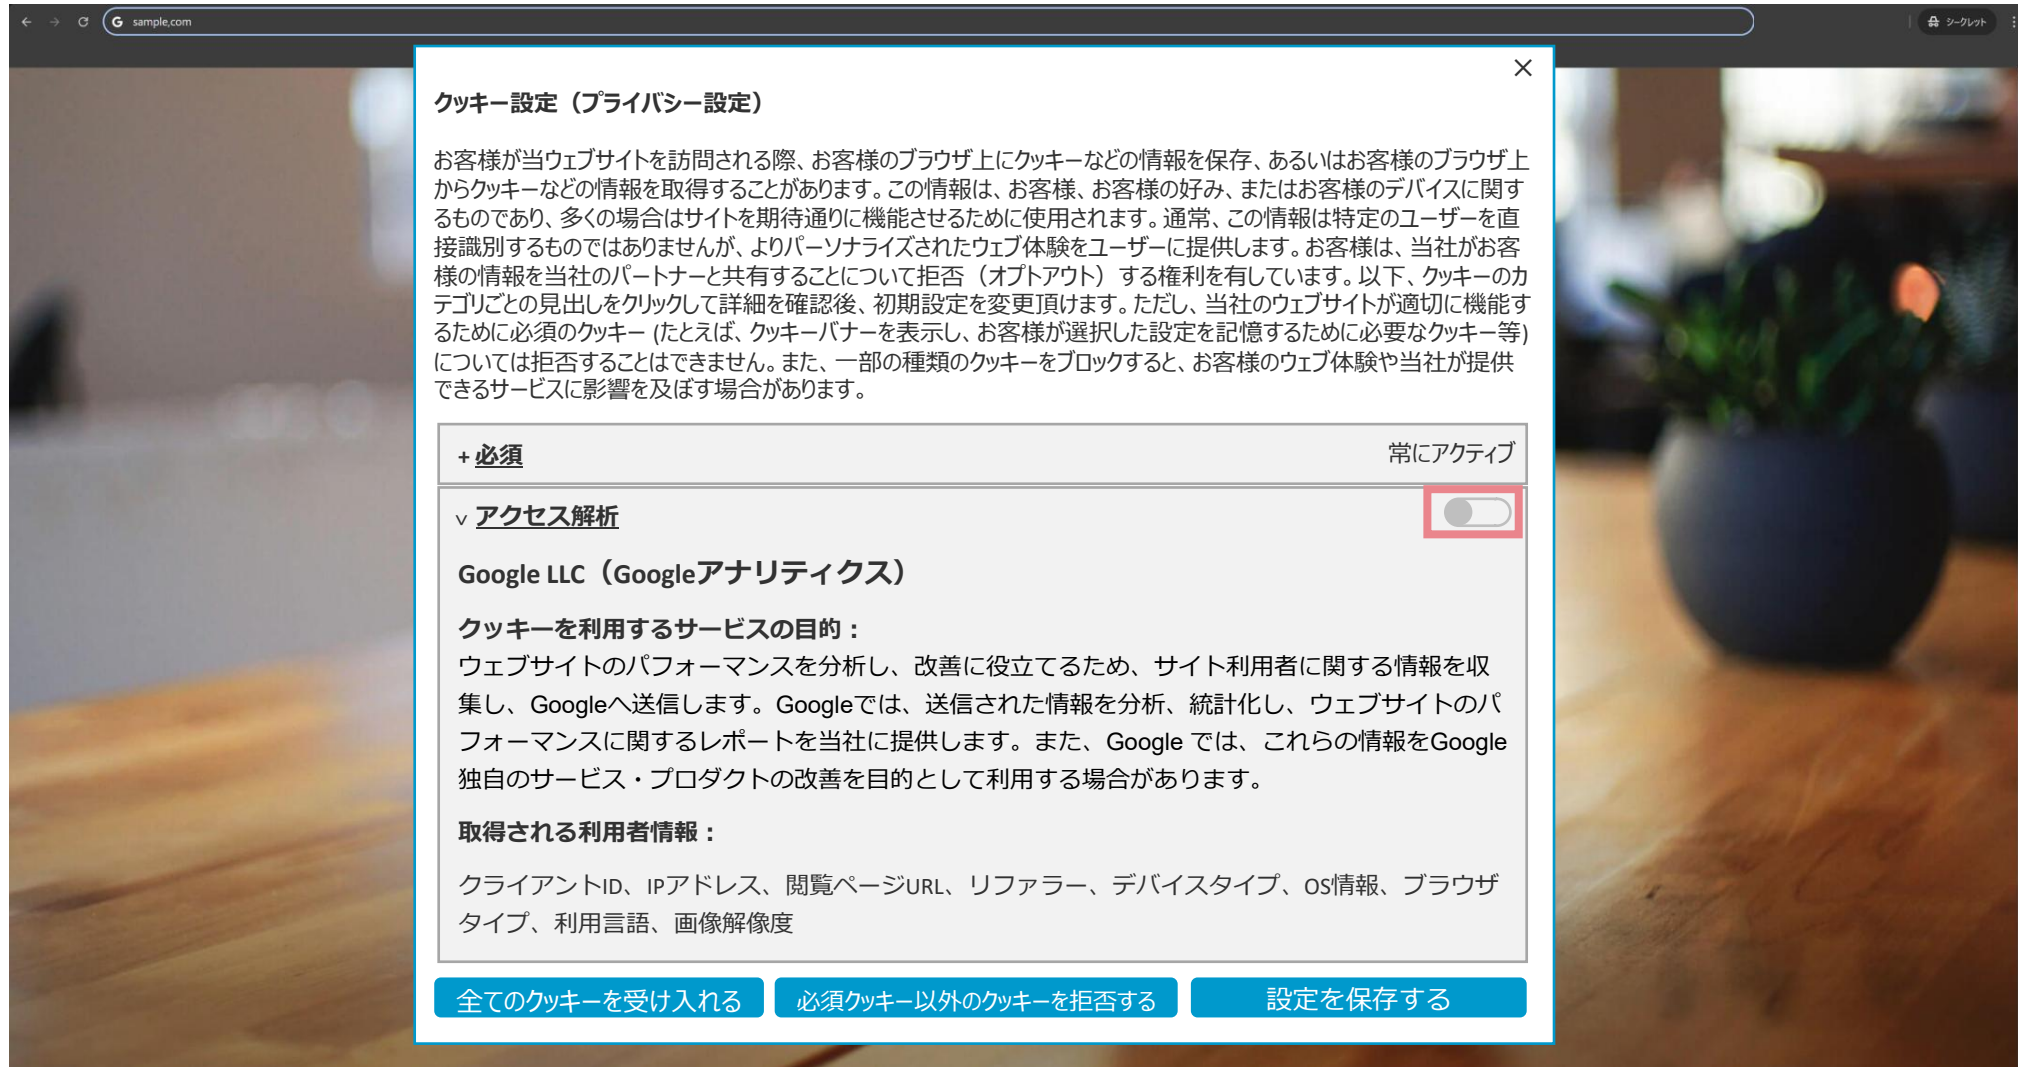 sample,com
シークレット
クッキー設定（プライバシー設定）
お客様が当ウェブサイトを訪問される際、お客様のブラウザ上にクッキーなどの情報を保存、あるいはお客様のブラウザ上
からクッキーなどの情報を取得することがあります。この情報は、お客様、お客様の好み、またはお客様のデバイスに関す
るものであり、多くの場合はサイトを期待通りに機能させるために使用されます。通常、この情報は特定のユーザーを直
接識別するものではありませんが、よりパーソナライズされたウェブ体験をユーザーに提供します。お客様は、当社がお客
様の情報を当社のパートナーと共有することについて拒否（オプトアウト）する権利を有しています。以下、クッキーのカ
テゴリごとの見出しをクリックして詳細を確認後、初期設定を変更頂けます。ただし、当社のウェブサイトが適切に機能す
るために必須のクッキー (たとえば、クッキーバナーを表示し、お客様が選択した設定を記憶するために必要なクッキー等)
については拒否することはできません。また、一部の種類のクッキーをブロックすると、お客様のウェブ体験や当社が提供
できるサービスに影響を及ぼす場合があります。
+ 必須 常にアクティブ
∨ アクセス解析
Google LLC（Googleアナリティクス）
クッキーを利用するサービスの目的：
ウェブサイトのパフォーマンスを分析し、改善に役立てるため、サイト利用者に関する情報を収
集し、Googleへ送信します。Googleでは、送信された情報を分析、統計化し、ウェブサイトのパ
フォーマンスに関するレポートを当社に提供します。また、Google では、これらの情報をGoogle
独自のサービス・プロダクトの改善を目的として利用する場合があります。
取得される利用者情報：
クライアントID、IPアドレス、閲覧ページURL、リファラー、デバイスタイプ、OS情報、ブラウザ
タイプ、利用言語、画像解像度
全てのクッキーを受け入れる 必須クッキー以外のクッキーを拒否する 設定を保存する